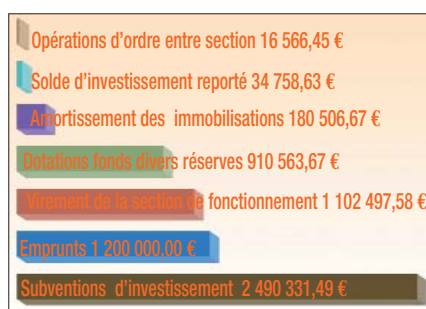 Opérations d'ordre entre section 16 566,45 €
Solde d'investissement reporté 34 758,63 €
Amortissement des immobilisations 180 506,67 €
Dotations fonds divers réserves 910 563,67 €
Virement de la section de fonctionnement 1 102 497,58 €
Emprunts 1 200 000,00 €
Subventions d'investissement 2 490 331,49 €